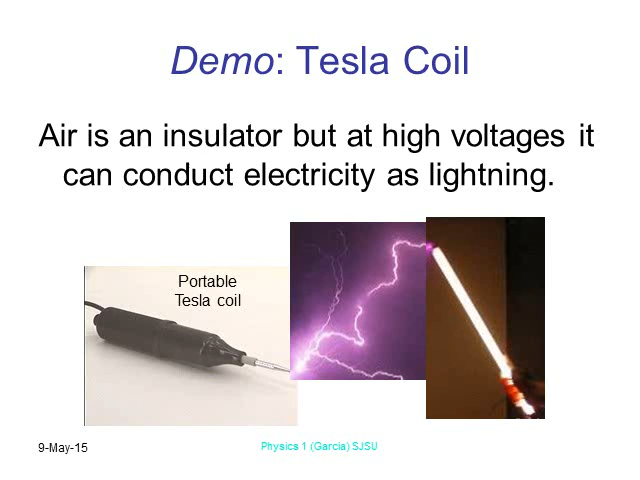 Demo: Tesla Coil
Air is an insulator but at high voltages it
can conduct electricity as lightning.
Portable
Tesla coil
9-May-15
Physics 1 (Garcia) SJSU